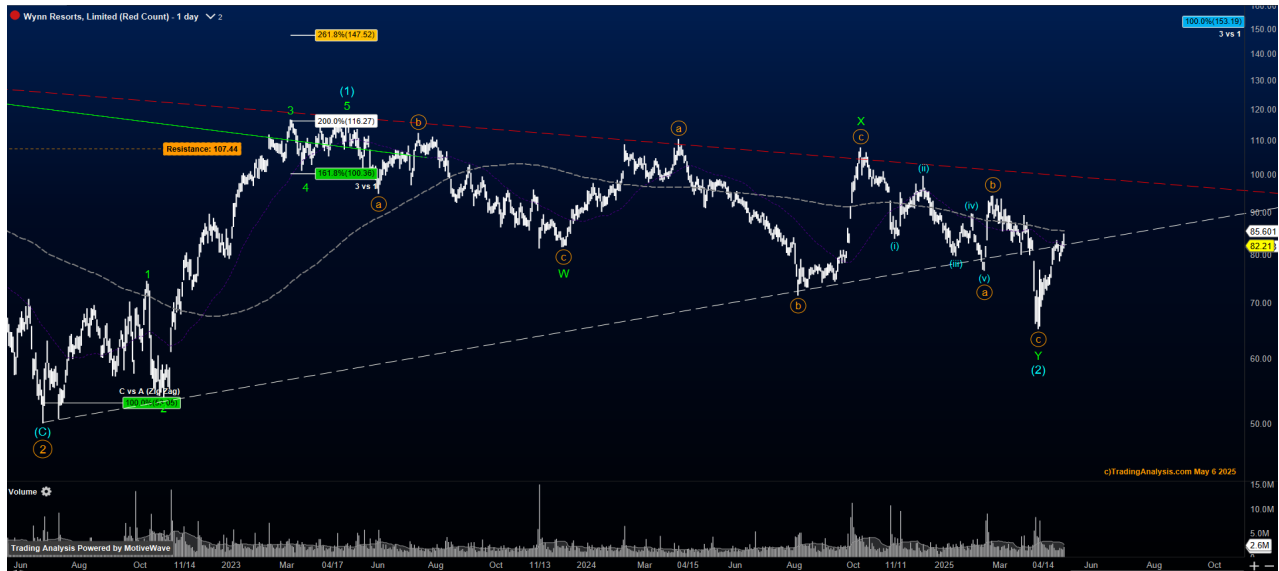 Wynn Resorts, Limited (Red Count) - 1 day
2
160.00
150.00
140.00
130.00
120.00
110.00
100.00
90.00
80.00
70.00
60.00
50.00
100.0%(153.19)
3 vs 1
261.8%(147.52)
(1)
3
5
200.0%(116.27)
b
Resistance: 107.44
4
161.8%(100.36)
3 vs 1
a
a
X
c
(ii)
b
(iv)
(i)
85.601
82.21
c
W
(iii)
(v)
a
b
1
C vs A (Zig Zag)
2
c
Y
(2)
(C)
2
c)TradingAnalysis.com May 6 2025
Volume
15.0M
10.0M
5.0M
2.6M
Trading Analysis Powered by MotiveWave
Jun Aug Oct 11/14 2023 Mar 04/17 Jun Aug Oct 11/13 2024 Mar 04/15 Jun Aug Oct 11/11 2025 Mar 04/14 Jun Aug Oct